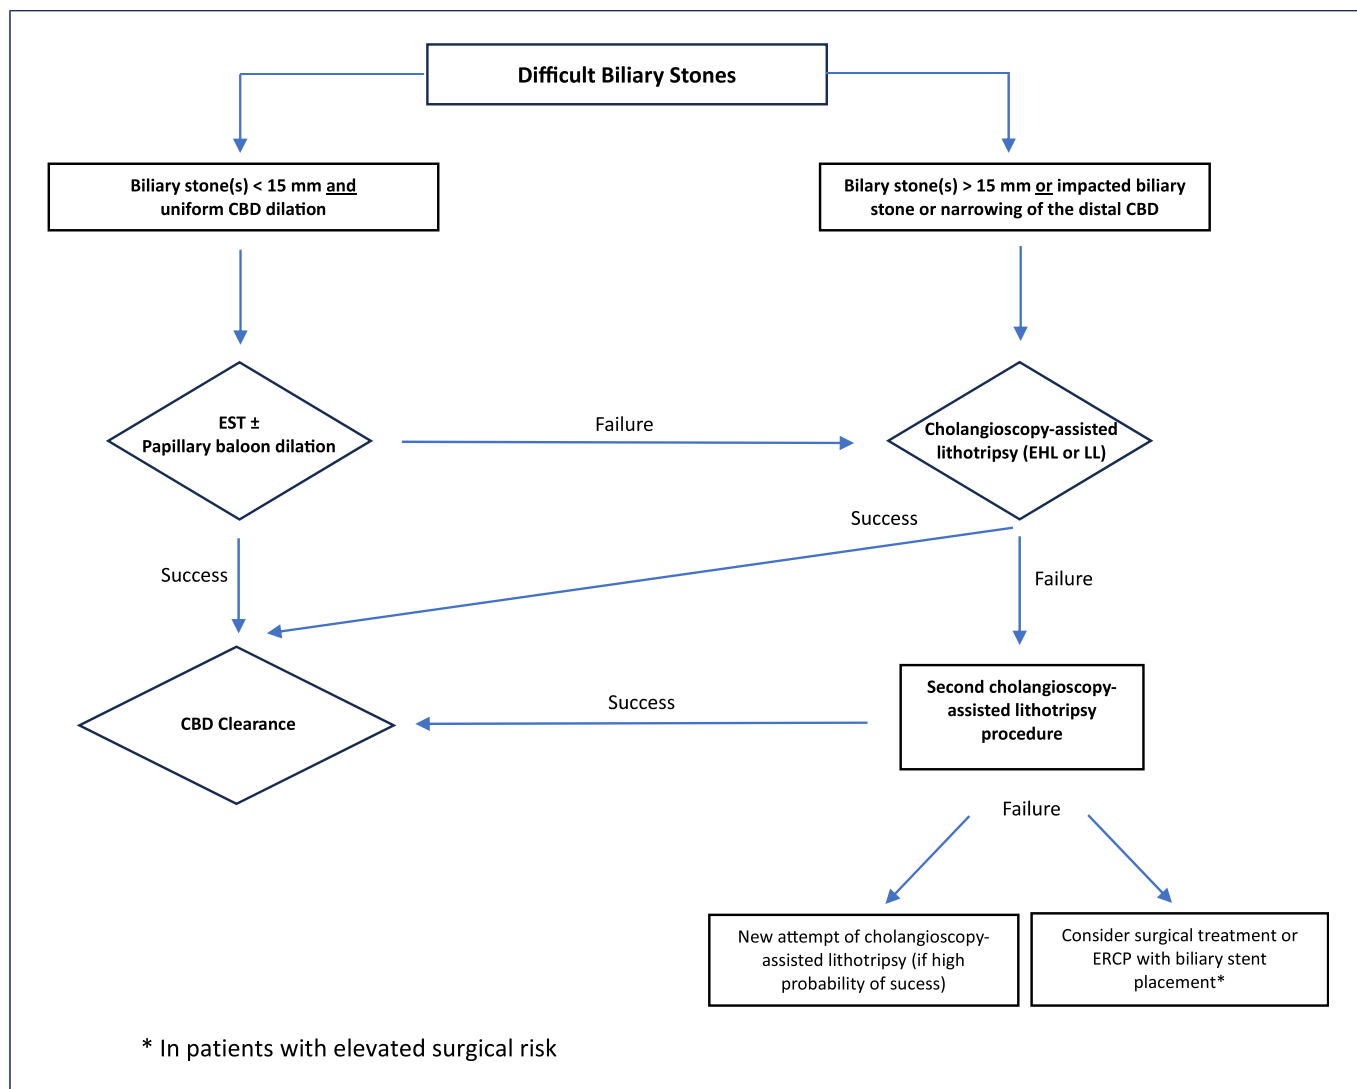 Difficult Biliary Stones
Biliary stone(s) < 15 mm and
uniform CBD dilation
Bilary stone(s) > 15 mm or impacted biliary
stone or narrowing of the distal CBD
EST ±
Papillary baloon dilation
Failure
Cholangioscopy-assisted
lithotripsy (EHL or LL)
Success
Success
Failure
CBD Clearance
Success
Second cholangioscopy-
assisted lithotripsy
procedure
Failure
New attempt of cholangioscopy-
assisted lithotripsy (if high
probability of sucess)
Consider surgical treatment or
ERCP with biliary stent
placement*
* In patients with elevated surgical risk